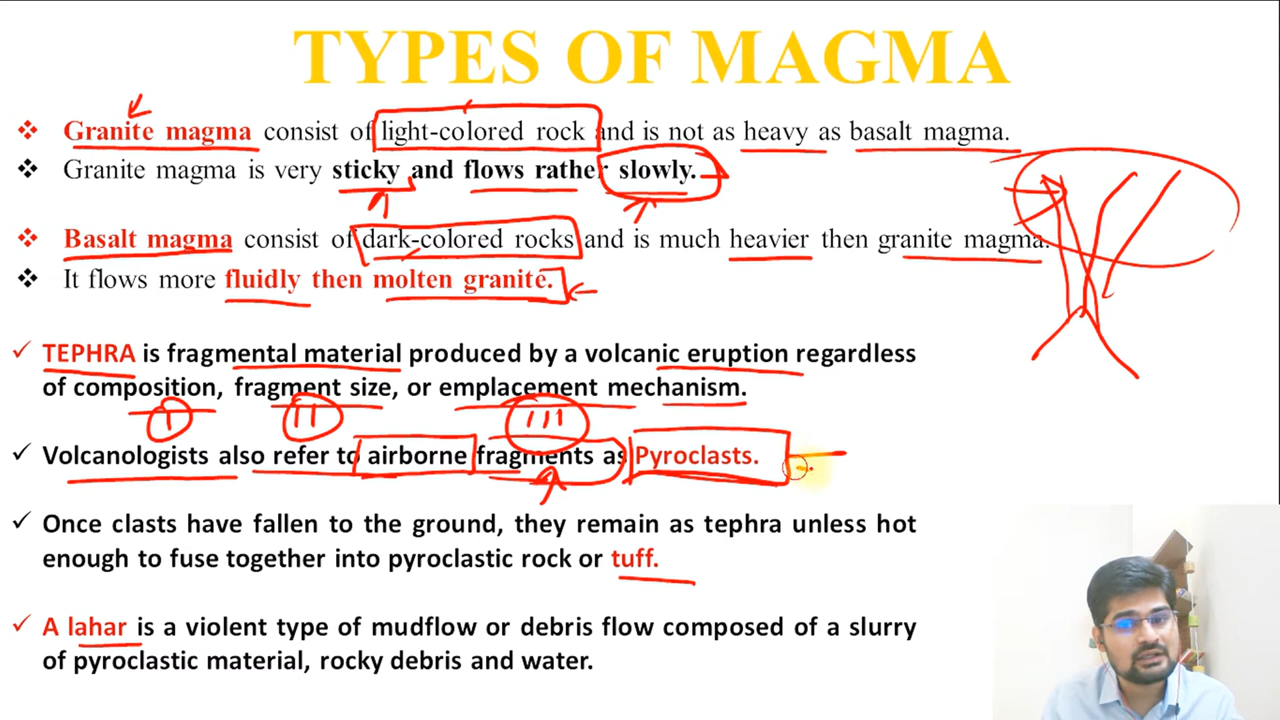 TYPES OF MAGMA
❖ Granite magma consist of light-colored rock and is not as heavy as basalt magma.
❖ Granite magma is very sticky and flows rather slowly.
❖ Basalt magma consist of dark-colored rocks and is much heavier then granite magma.
❖ It flows more fluidly then molten granite.
✓ TEPHRA is fragmental material produced by a volcanic eruption regardless
of composition, fragment size, or emplacement mechanism.
I II III
✓ Volcanologists also refer to airborne fragments as Pyroclasts.
✓ Once clasts have fallen to the ground, they remain as tephra unless hot
enough to fuse together into pyroclastic rock or tuff.
✓ A lahar is a violent type of mudflow or debris flow composed of a slurry
of pyroclastic material, rocky debris and water.